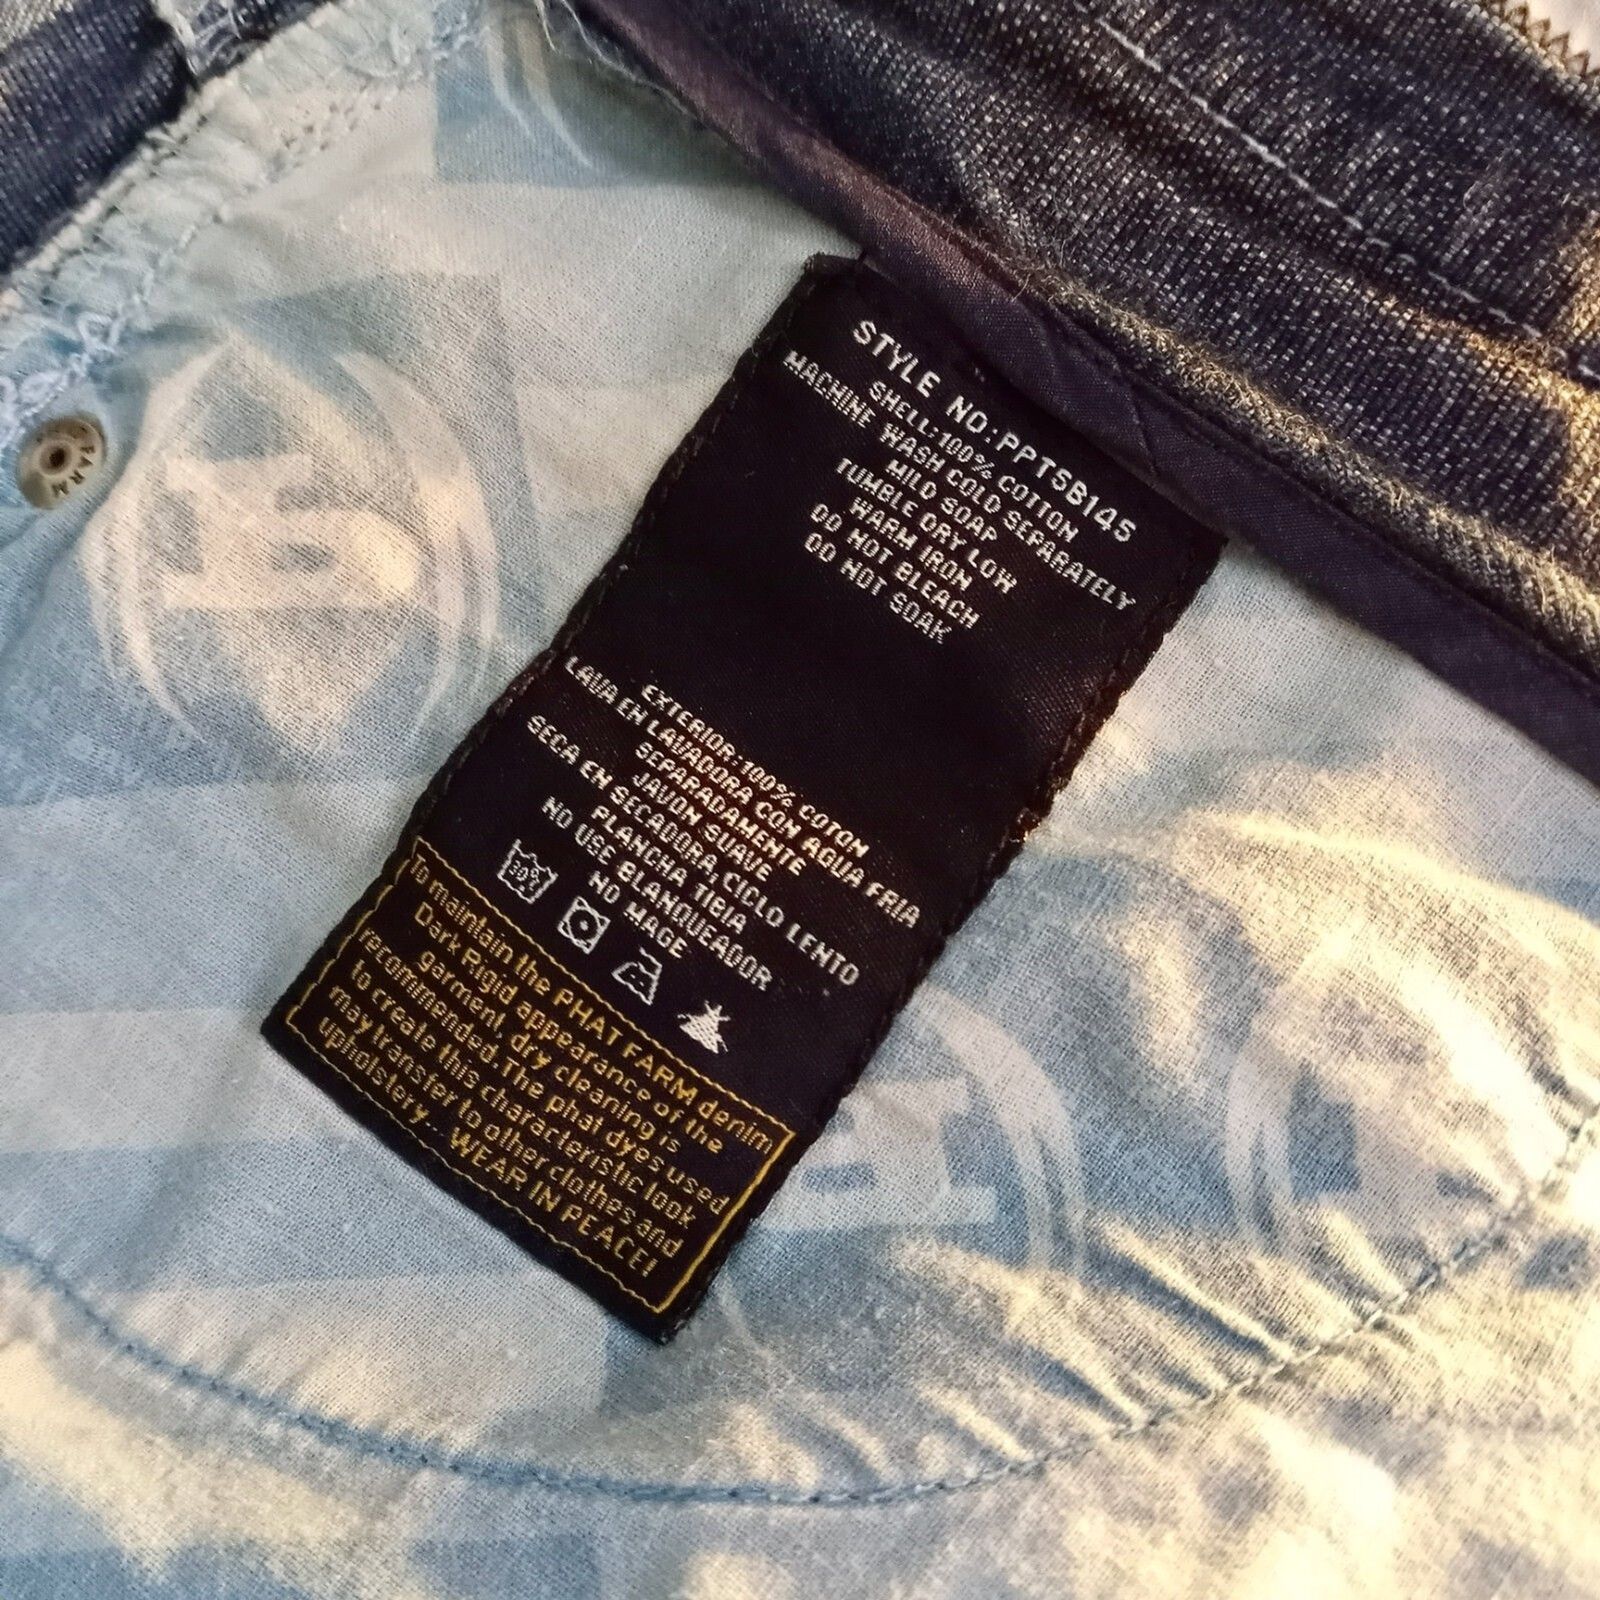 STYLE NO:PPT5B145
SHELL:100% COTTON
MACHINE WASH COLD SEPARATELY
MILD SOAP
TUMBLE DRY LOW
WARM IRON
DO NOT BLEACH
DO NOT SOAK
EXTERIOR:100% COTON
LAVA EN LAVADORA CON AGUA FRIA
SEPARADAMENTE
JAVON SUAVE
SECA EN SECADORA,CICLO LENTO
PLANCHA TIBIA
NO USE BLANQUEADOR
NO MAGE
30°C
To maintain the PHAT FARM denim
Dark Rigid appearance of the
garment, dry cleaning is
recommended.The phat dyes used
to create this characteristic look
may transfer to other clothes and
upholstery...WEAR IN PEACE!
FARM